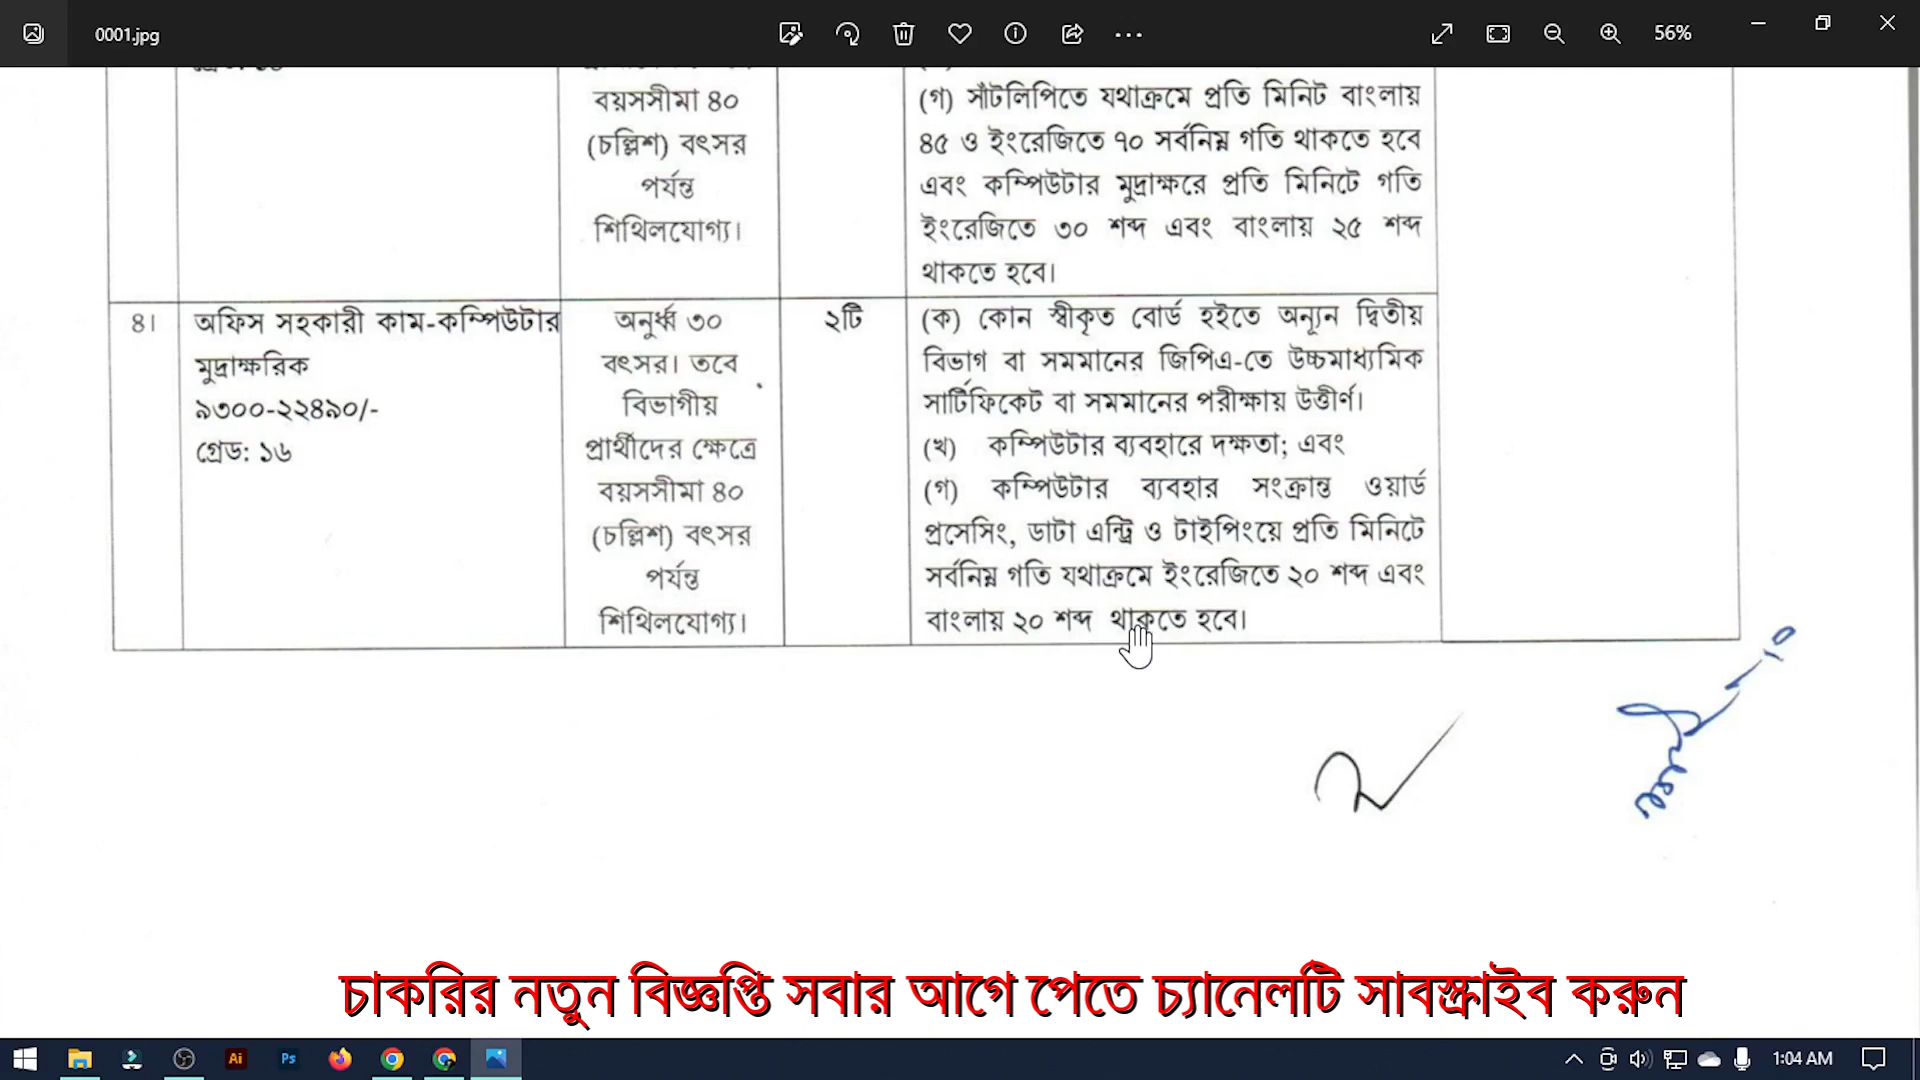 0001.jpg
56%
বয়সসীমা ৪০
(চল্লিশ) বৎসর
পর্যন্ত
শিথিলযোগ্য।
(গ) সাঁটলিপিতে যথাক্রমে প্রতি মিনিট বাংলায়
৪৫ ও ইংরেজিতে ৭০ সর্বনিম্ন গতি থাকতে হবে
এবং কম্পিউটার মুদ্রাক্ষরে প্রতি মিনিটে গতি
ইংরেজিতে ৩০ শব্দ এবং বাংলায় ২৫ শব্দ
থাকতে হবে।
৪।
অফিস সহকারী কাম-কম্পিউটার
মুদ্রাক্ষরিক
৯৩০০-২২৪৯০/-
গ্রেড: ১৬
অনুর্ধ্ব ৩০
বৎসর। তবে
বিভাগীয়
প্রার্থীদের ক্ষেত্রে
বয়সসীমা ৪০
(চল্লিশ) বৎসর
পর্যন্ত
শিথিলযোগ্য।
২টি
(ক) কোন স্বীকৃত বোর্ড হইতে অন্যূন দ্বিতীয়
বিভাগ বা সমমানের জিপিএ-তে উচ্চমাধ্যমিক
সার্টিফিকেট বা সমমানের পরীক্ষায় উত্তীর্ণ।
(খ) কম্পিউটার ব্যবহারে দক্ষতা; এবং
(গ) কম্পিউটার ব্যবহার সংক্রান্ত ওয়ার্ড
প্রসেসিং, ডাটা এন্ট্রি ও টাইপিংয়ে প্রতি মিনিটে
সর্বনিম্ন গতি যথাক্রমে ইংরেজিতে ২০ শব্দ এবং
বাংলায় ২০ শব্দ থাকতে হবে।
চাকরির নতুন বিজ্ঞপ্তি সবার আগে পেতে চ্যানেলটি সাবস্ক্রাইব করুন
Ai
Ps
1:04 AM